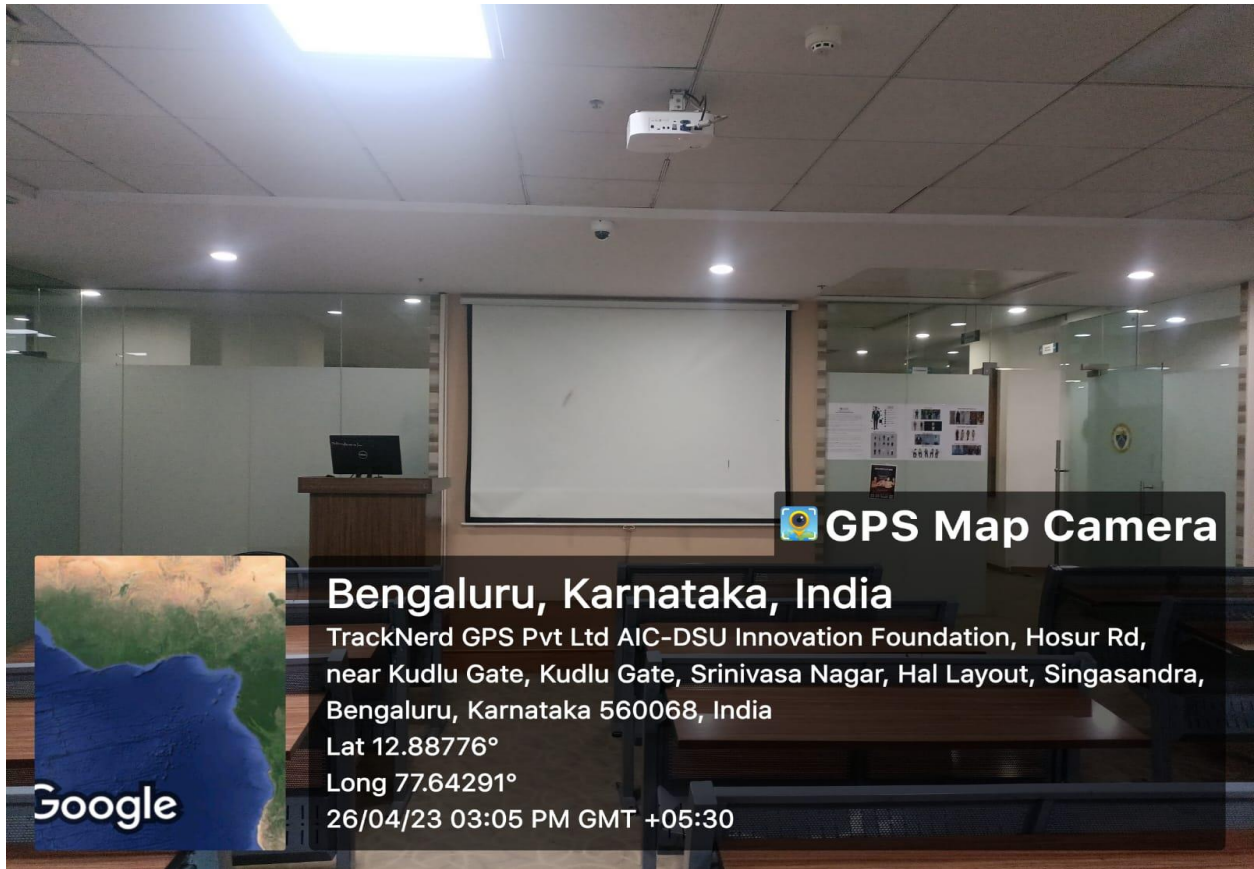 GPS Map Camera
Bengaluru, Karnataka, India
TrackNerd GPS Pvt Ltd AIC-DSU Innovation Foundation, Hosur Rd,
near Kudlu Gate, Kudlu Gate, Srinivasa Nagar, Hal Layout, Singasandra,
Bengaluru, Karnataka 560068, India
Lat 12.88776°
Long 77.64291°
26/04/23 03:05 PM GMT +05:30
Google